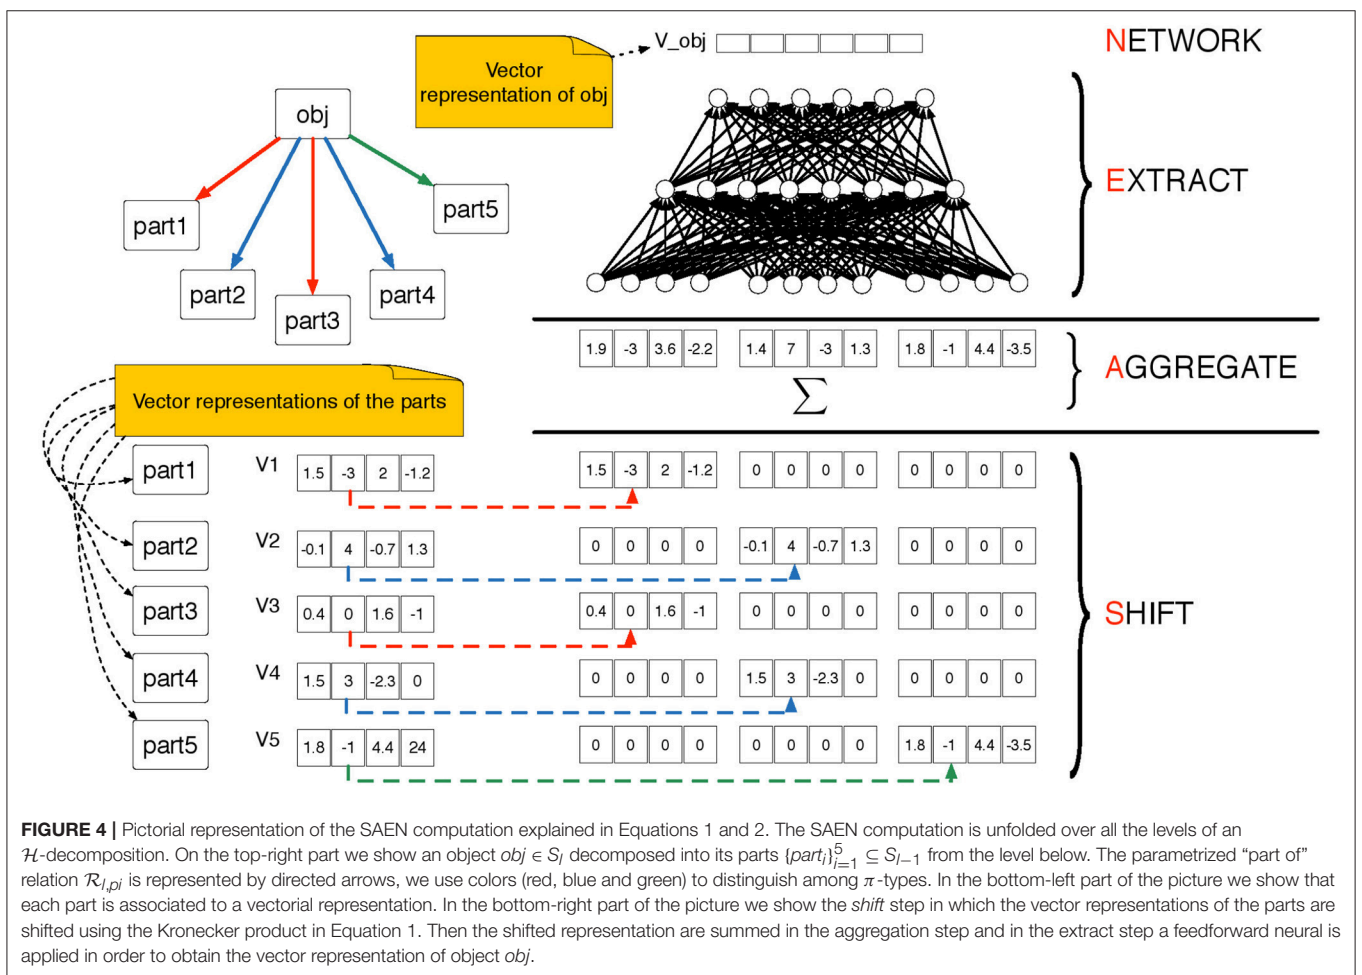 V_obj
NETWORK
Vector
representation of obj
obj
EXTRACT
part1
part5
part2
part4
part3
1.9 -3 3.6 -2.2 1.4 7 -3 1.3 1.8 -1 4.4 -3.5
∑
AGGREGATE
Vector representations of the parts
part1 V1 1.5 -3 2 -1.2 1.5 -3 2 -1.2 0 0 0 0 0 0 0 0
part2 V2 -0.1 4 -0.7 1.3 0 0 0 0 -0.1 4 -0.7 1.3 0 0 0 0
part3 V3 0.4 0 1.6 -1 0.4 0 1.6 -1 0 0 0 0 0 0 0 0
SHIFT
part4 V4 1.5 3 -2.3 0 0 0 0 0 1.5 3 -2.3 0 0 0 0 0
part5 V5 1.8 -1 4.4 24 0 0 0 0 0 0 0 0 1.8 -1 4.4 -3.5
FIGURE 4 | Pictorial representation of the SAEN computation explained in Equations 1 and 2. The SAEN computation is unfolded over all the levels of an
ℋ-decomposition. On the top-right part we show an object obj ∈ S_l decomposed into its parts {part_i}_{i=1}^5 ⊆ S_{l−1} from the level below. The parametrized “part of”
relation ℛ_{l,pi} is represented by directed arrows, we use colors (red, blue and green) to distinguish among π-types. In the bottom-left part of the picture we show that
each part is associated to a vectorial representation. In the bottom-right part of the picture we show the shift step in which the vector representations of the parts are
shifted using the Kronecker product in Equation 1. Then the shifted representation are summed in the aggregation step and in the extract step a feedforward neural is
applied in order to obtain the vector representation of object obj.